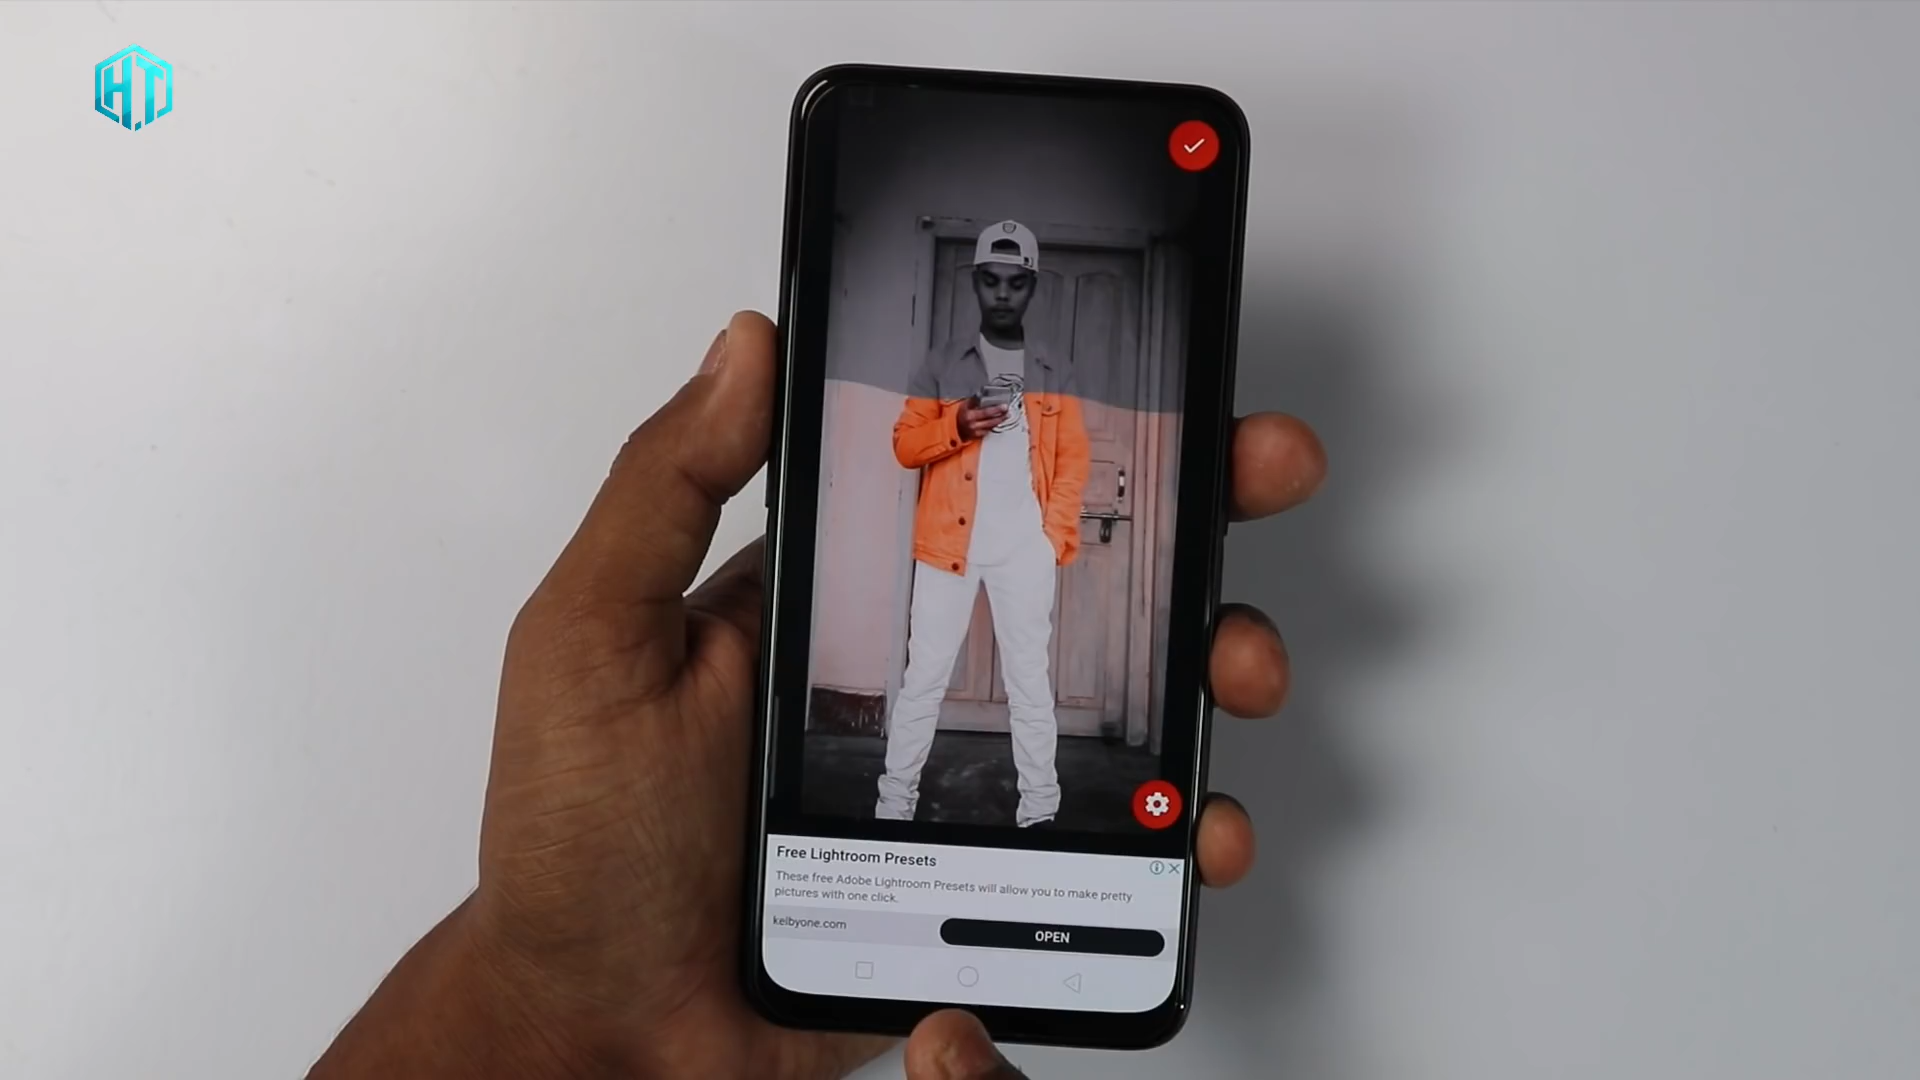 H.T.
Free Lightroom Presets
These free Adobe Lightroom Presets will allow you to make pretty
pictures with one click.
kelbyone.com
OPEN